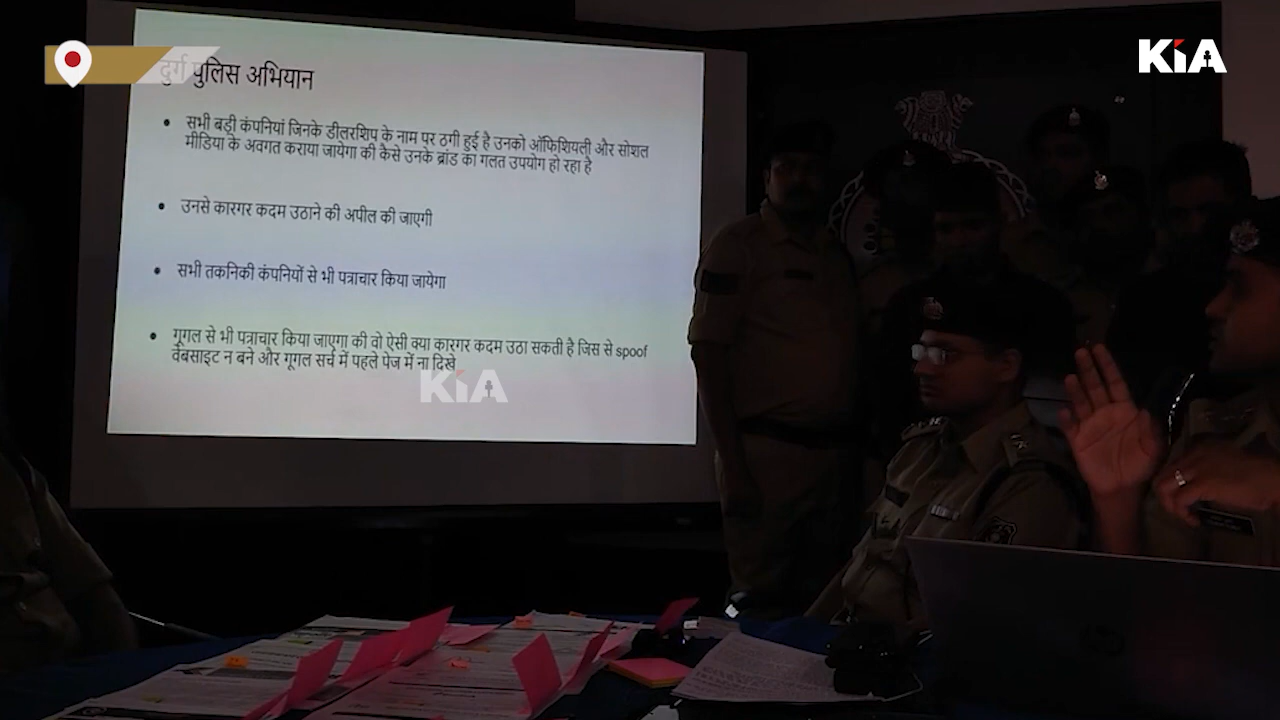 KiA
दुर्ग पुलिस अभियान
• सभी बड़ी कंपनियां जिनके डीलरशिप के नाम पर ठगी हुई है उनको ऑफिशियली और सोशल
मीडिया के अवगत कराया जायेगा की कैसे उनके ब्रांड का गलत उपयोग हो रहा है
• उनसे कारगर कदम उठाने की अपील की जाएगी
• सभी तकनिकी कंपनियों से भी पत्राचार किया जायेगा
• गूगल से भी पत्राचार किया जाएगा की वो ऐसी क्या कारगर कदम उठा सकती है जिस से spoof
वेबसाइट न बने और गूगल सर्च में पहले पेज में ना दिखे
KiA